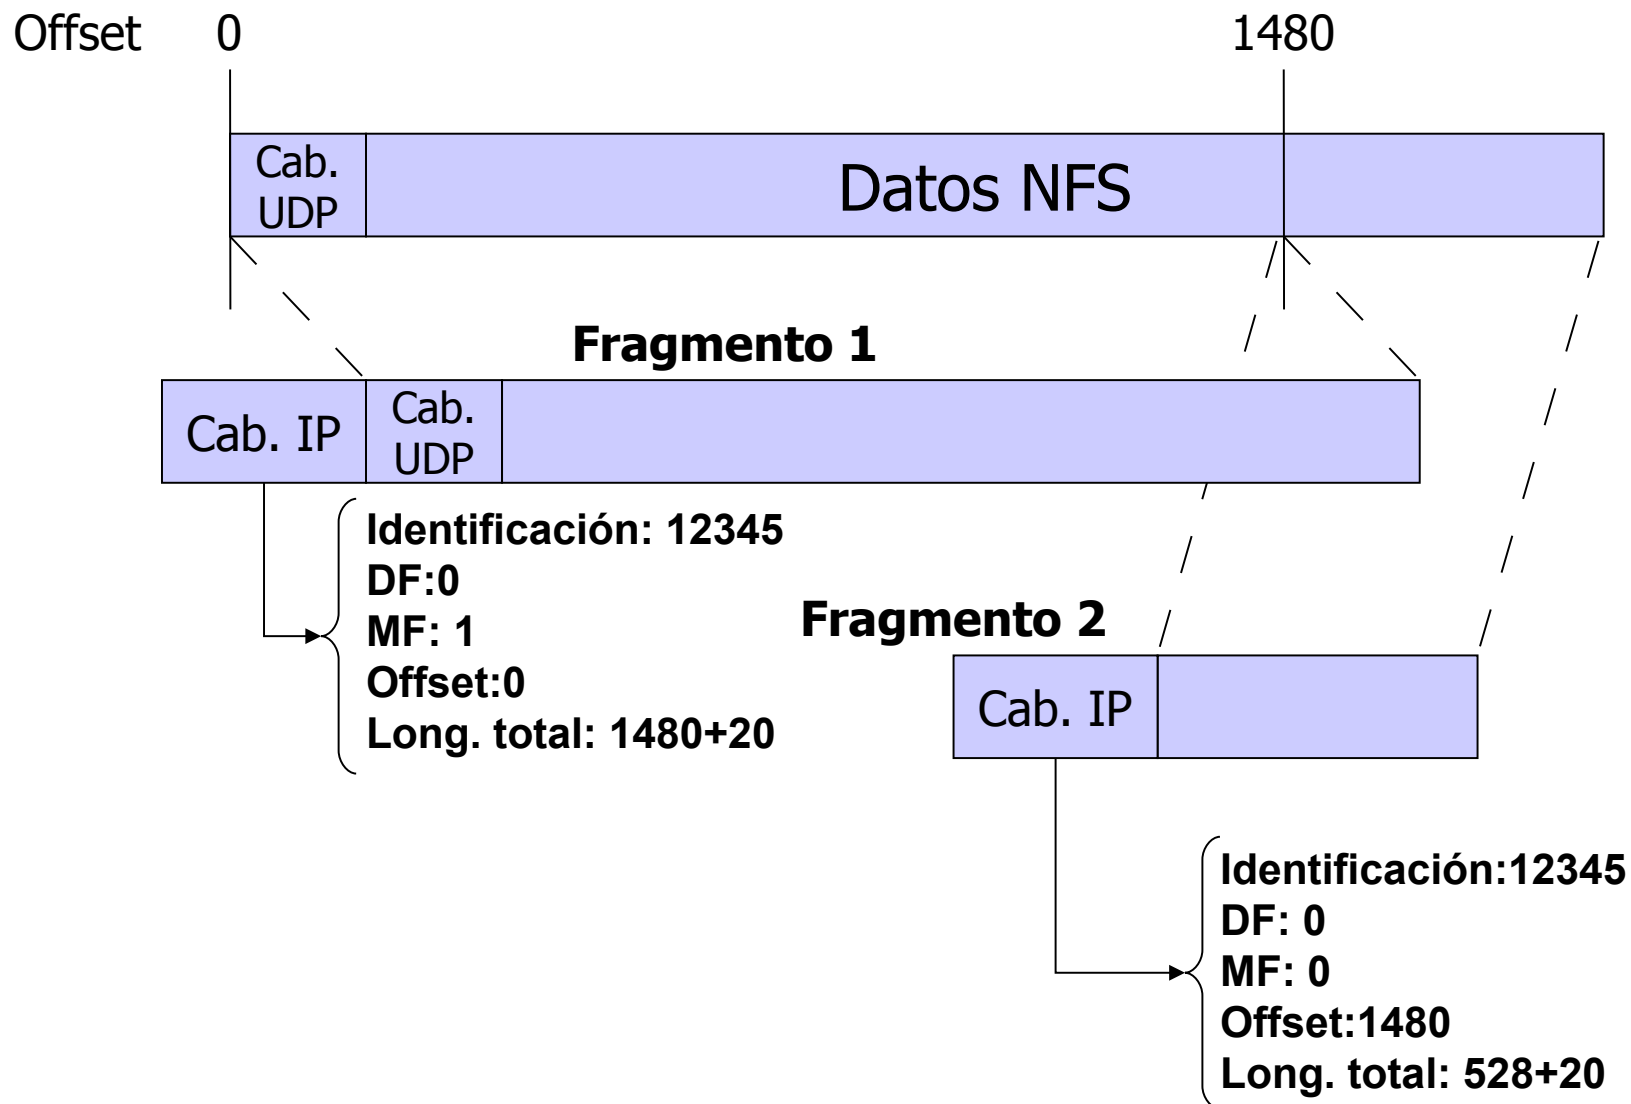 Offset 0 1480
Cab.
UDP
Datos NFS
Fragmento 1
Cab. IP
Cab.
UDP
Identificación: 12345
DF:0
MF: 1
Offset:0
Long. total: 1480+20
Fragmento 2
Cab. IP
Identificación:12345
DF: 0
MF: 0
Offset:1480
Long. total: 528+20